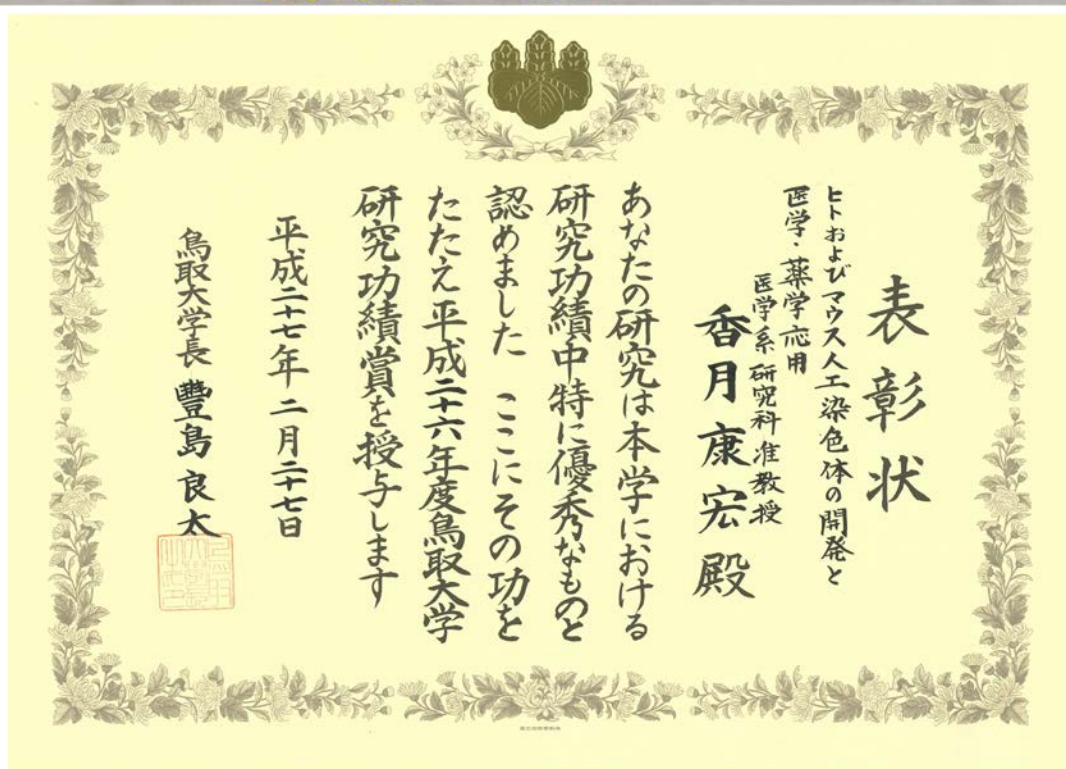 表彰状
ヒトおよびマウス人工染色体の開発と
医学・薬学応用
医学系研究科准教授
香月康宏殿
あなたの研究は本学における
研究功績中特に優秀なものと
認めました ここにその功を
たたえ平成二十六年度鳥取大学
研究功績賞を授与します
平成二十七年二月二十七日
鳥取大学長 豐島良太